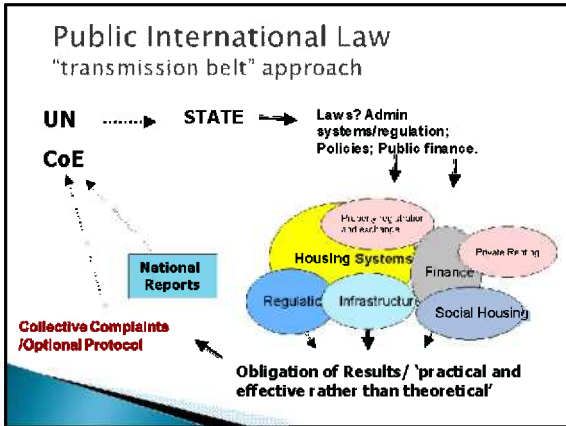 Public International Law
“transmission belt” approach
UN
STATE
Laws? Admin
systems/regulation;
Policies; Public finance.
CoE
Property registration
and exchange
Housing Systems
Private Renting
Finance
National
Reports
Regulatio
Infrastructure
Social Housing
Collective Complaints
/Optional Protocol
Obligation of Results/ ‘practical and
effective rather than theoretical’